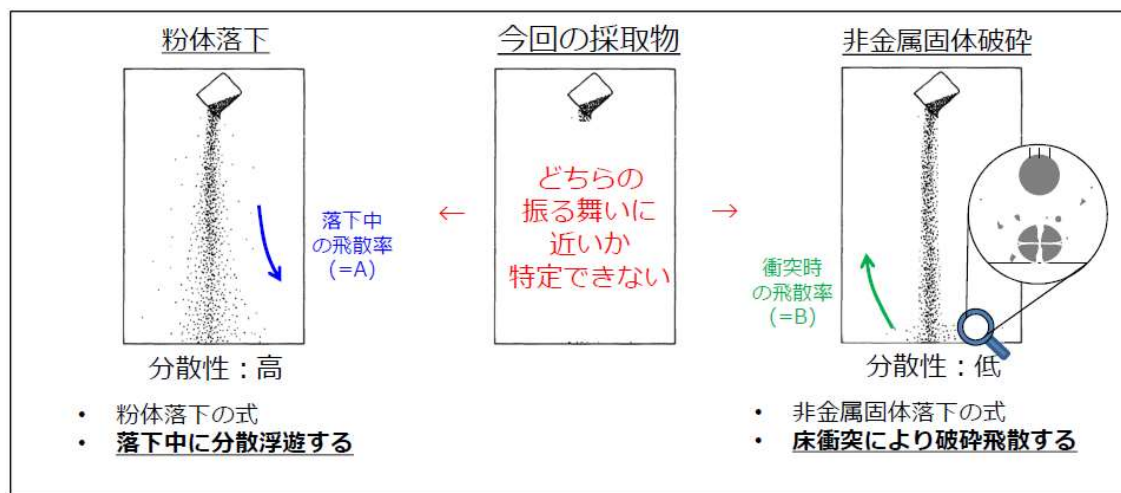 粉体落下
落下中
の飛散率
(=A)
分散性：高
• 粉体落下の式
• 落下中に分散浮遊する
今回の採取物
←
どちらの
振る舞いに
近いか
特定できない
→
非金属固体破砕
衝突時
の飛散率
(=B)
分散性：低
• 非金属固体落下の式
• 床衝突により破砕飛散する